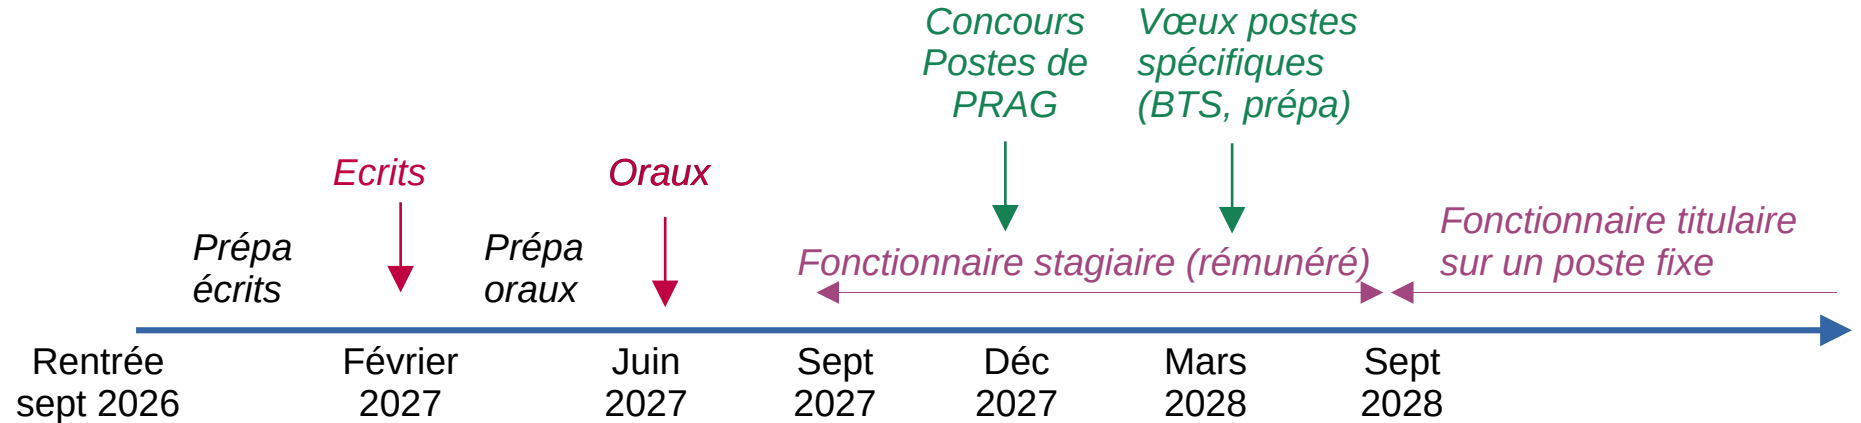 Concours
Postes de
PRAG
Vœux postes
spécifiques
(BTS, prépa)
Ecrits
Oraux
Prépa
écrits
Prépa
oraux
Fonctionnaire stagiaire (rémunéré)
Fonctionnaire titulaire
sur un poste fixe
Rentrée
sept 2026
Février
2027
Juin
2027
Sept
2027
Déc
2027
Mars
2028
Sept
2028